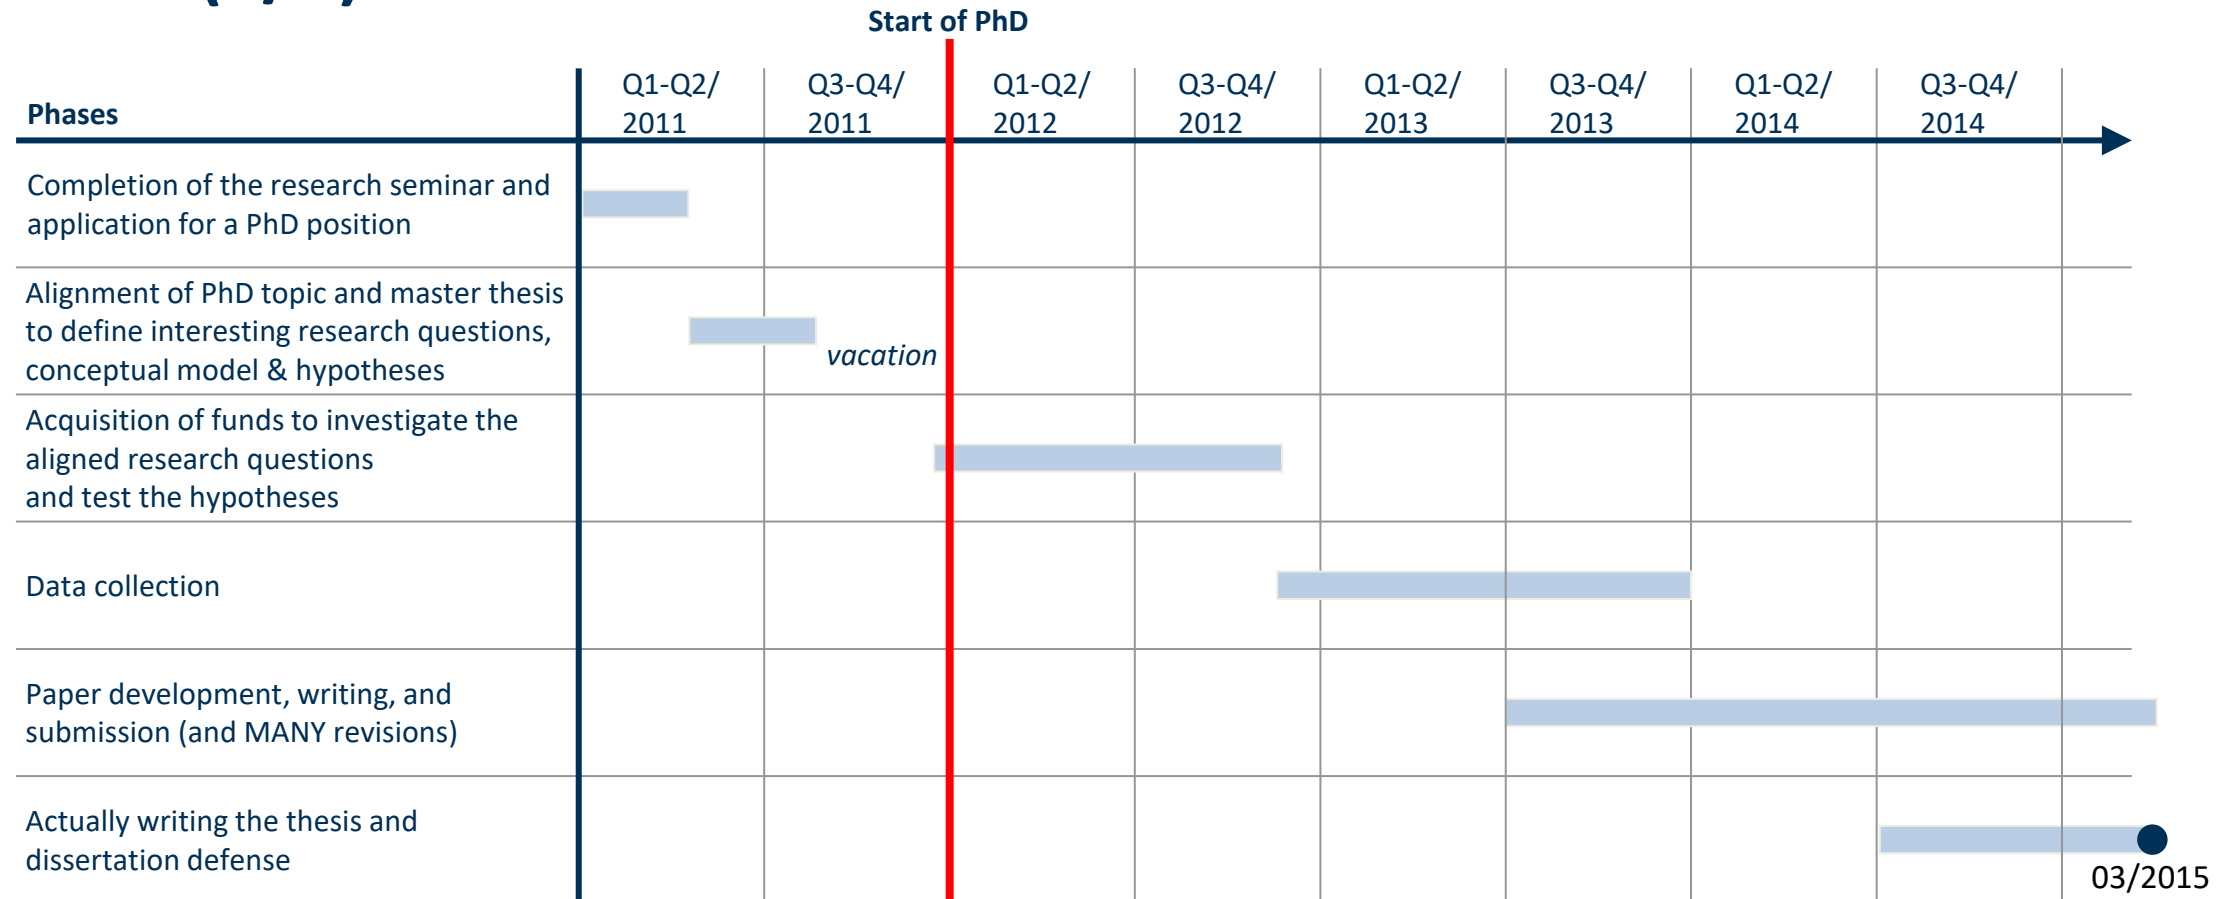 Start of PhD
Phases
Q1-Q2/
2011
Q3-Q4/
2011
Q1-Q2/
2012
Q3-Q4/
2012
Q1-Q2/
2013
Q3-Q4/
2013
Q1-Q2/
2014
Q3-Q4/
2014
Completion of the research seminar and
application for a PhD position
Alignment of PhD topic and master thesis
to define interesting research questions,
conceptual model & hypotheses
vacation
Acquisition of funds to investigate the
aligned research questions
and test the hypotheses
Data collection
Paper development, writing, and
submission (and MANY revisions)
Actually writing the thesis and
dissertation defense
03/2015